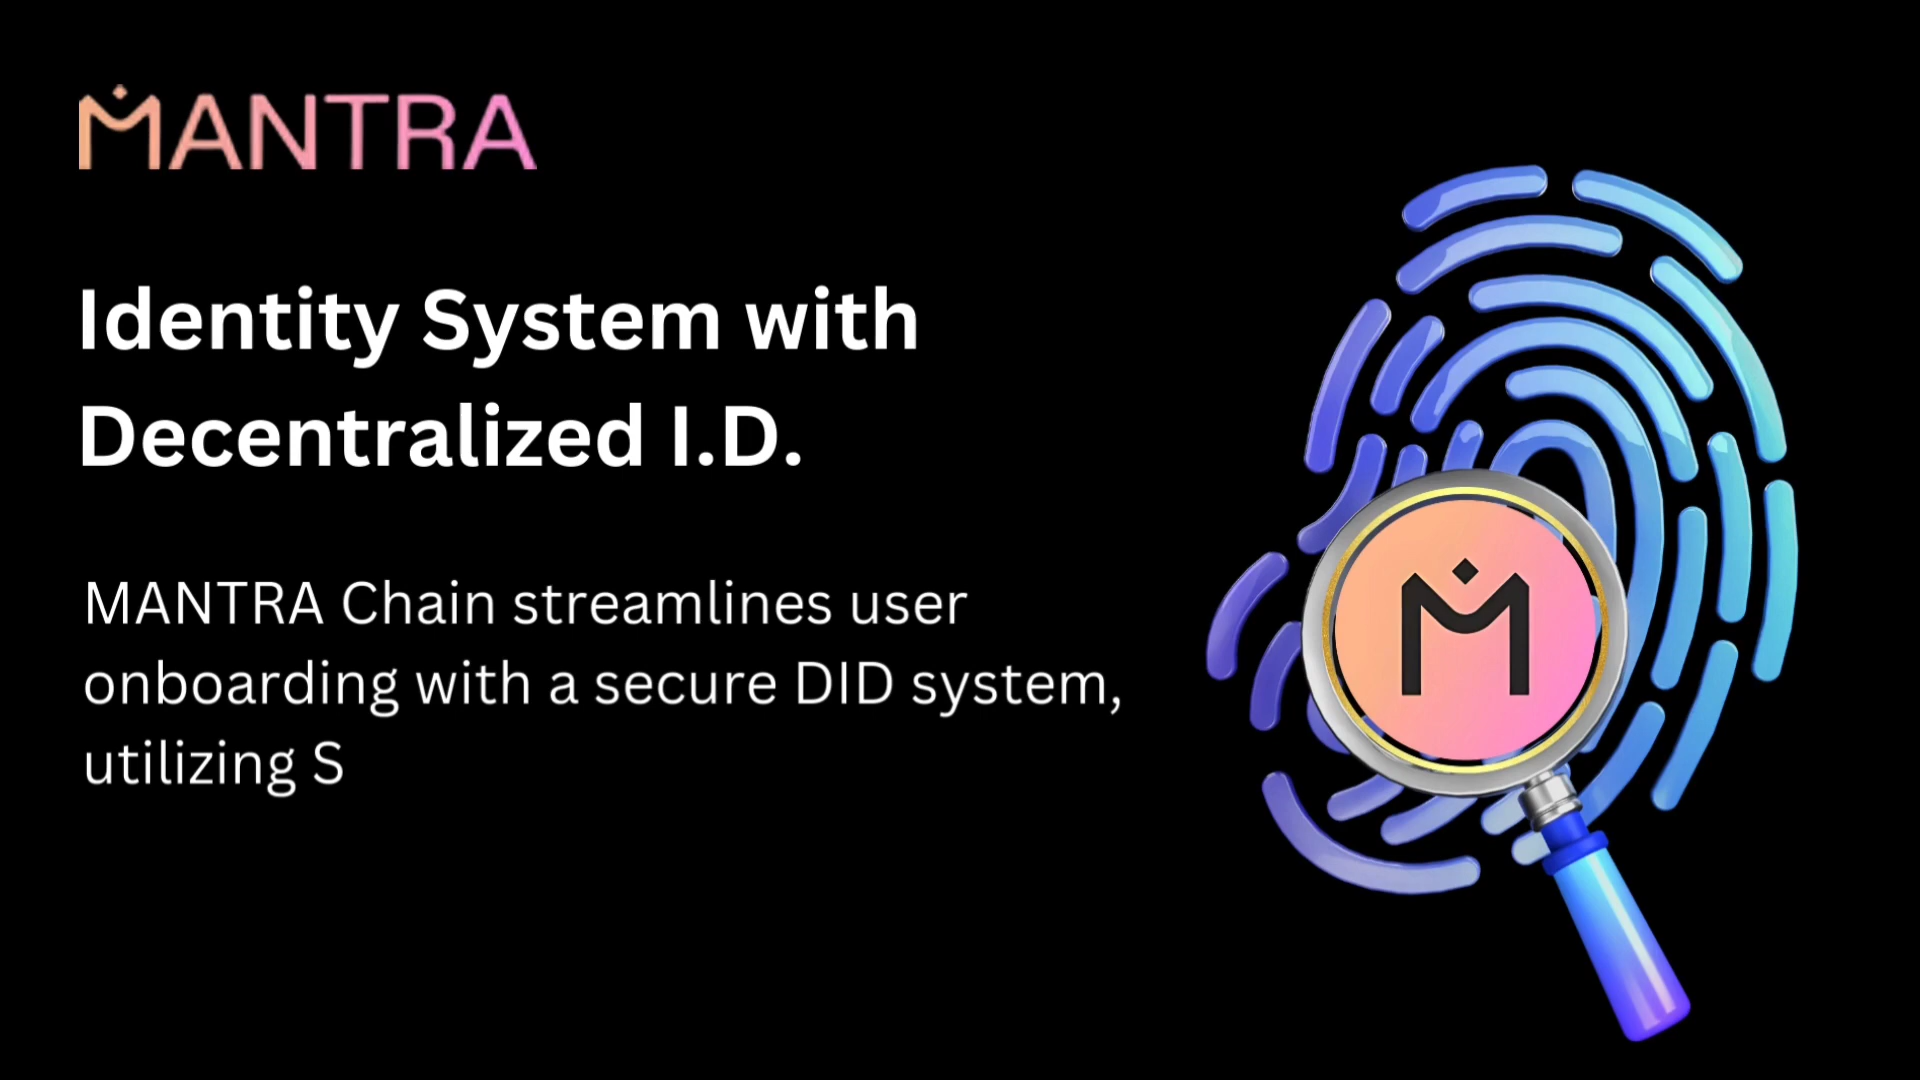 MANTRA
Identity System with
Decentralized I.D.
MANTRA Chain streamlines user
onboarding with a secure DID system,
utilizing S
M